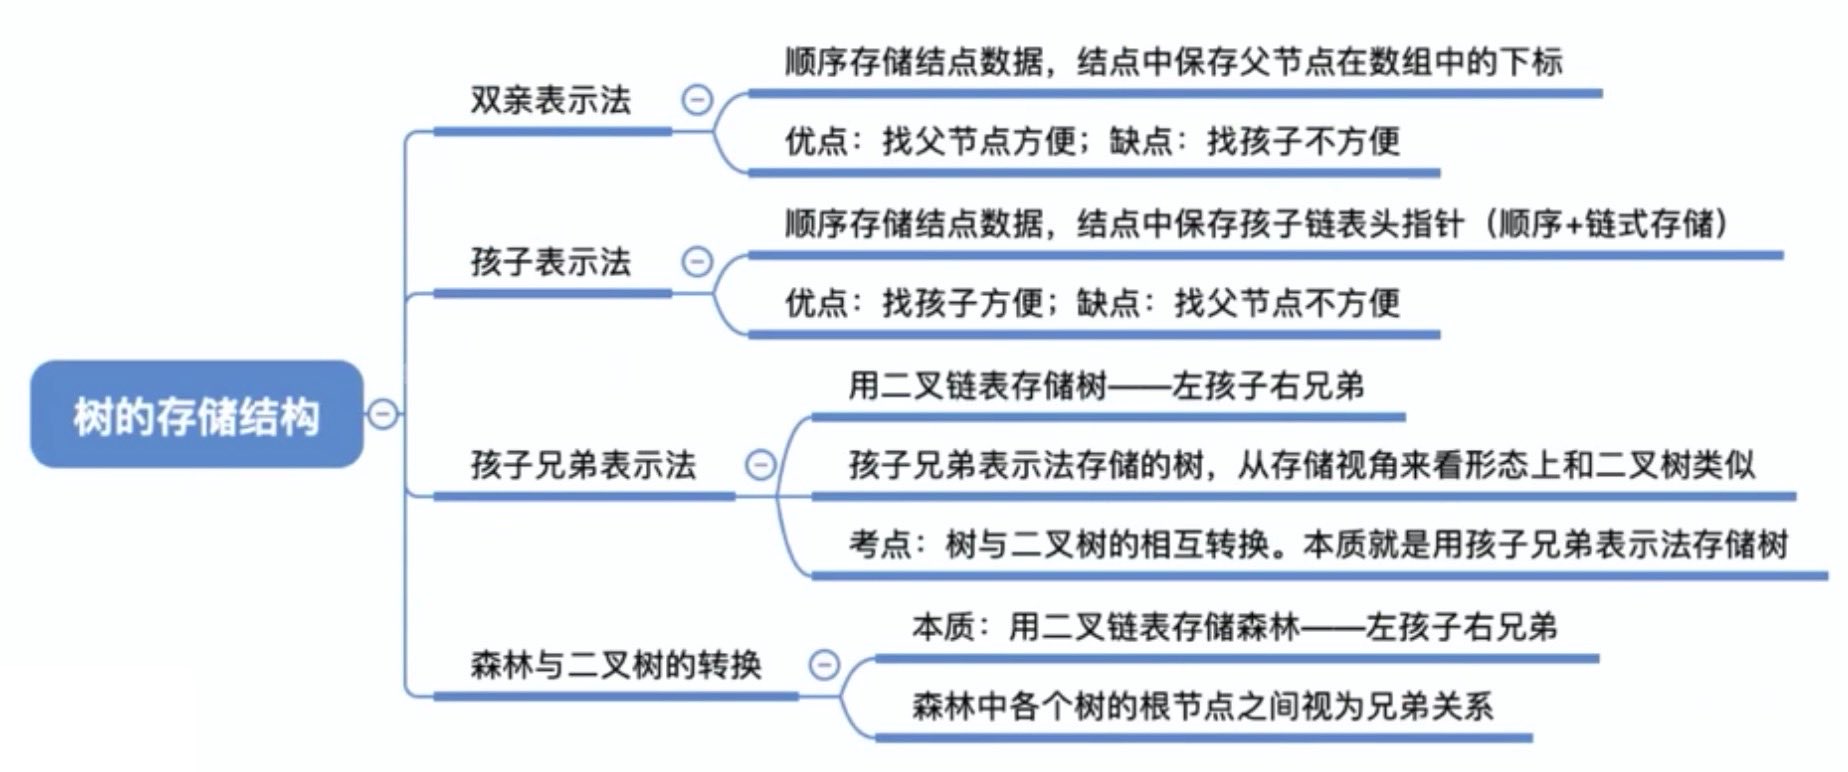 树的存储结构
双亲表示法
顺序存储结点数据，结点中保存父节点在数组中的下标
优点：找父节点方便；缺点：找孩子不方便
孩子表示法
顺序存储结点数据，结点中保存孩子链表头指针（顺序+链式存储）
优点：找孩子方便；缺点：找父节点不方便
孩子兄弟表示法
用二叉链表存储树——左孩子右兄弟
孩子兄弟表示法存储的树，从存储视角来看形态上和二叉树类似
考点：树与二叉树的相互转换。本质就是用孩子兄弟表示法存储树
森林与二叉树的转换
本质：用二叉链表存储森林——左孩子右兄弟
森林中各个树的根节点之间视为兄弟关系